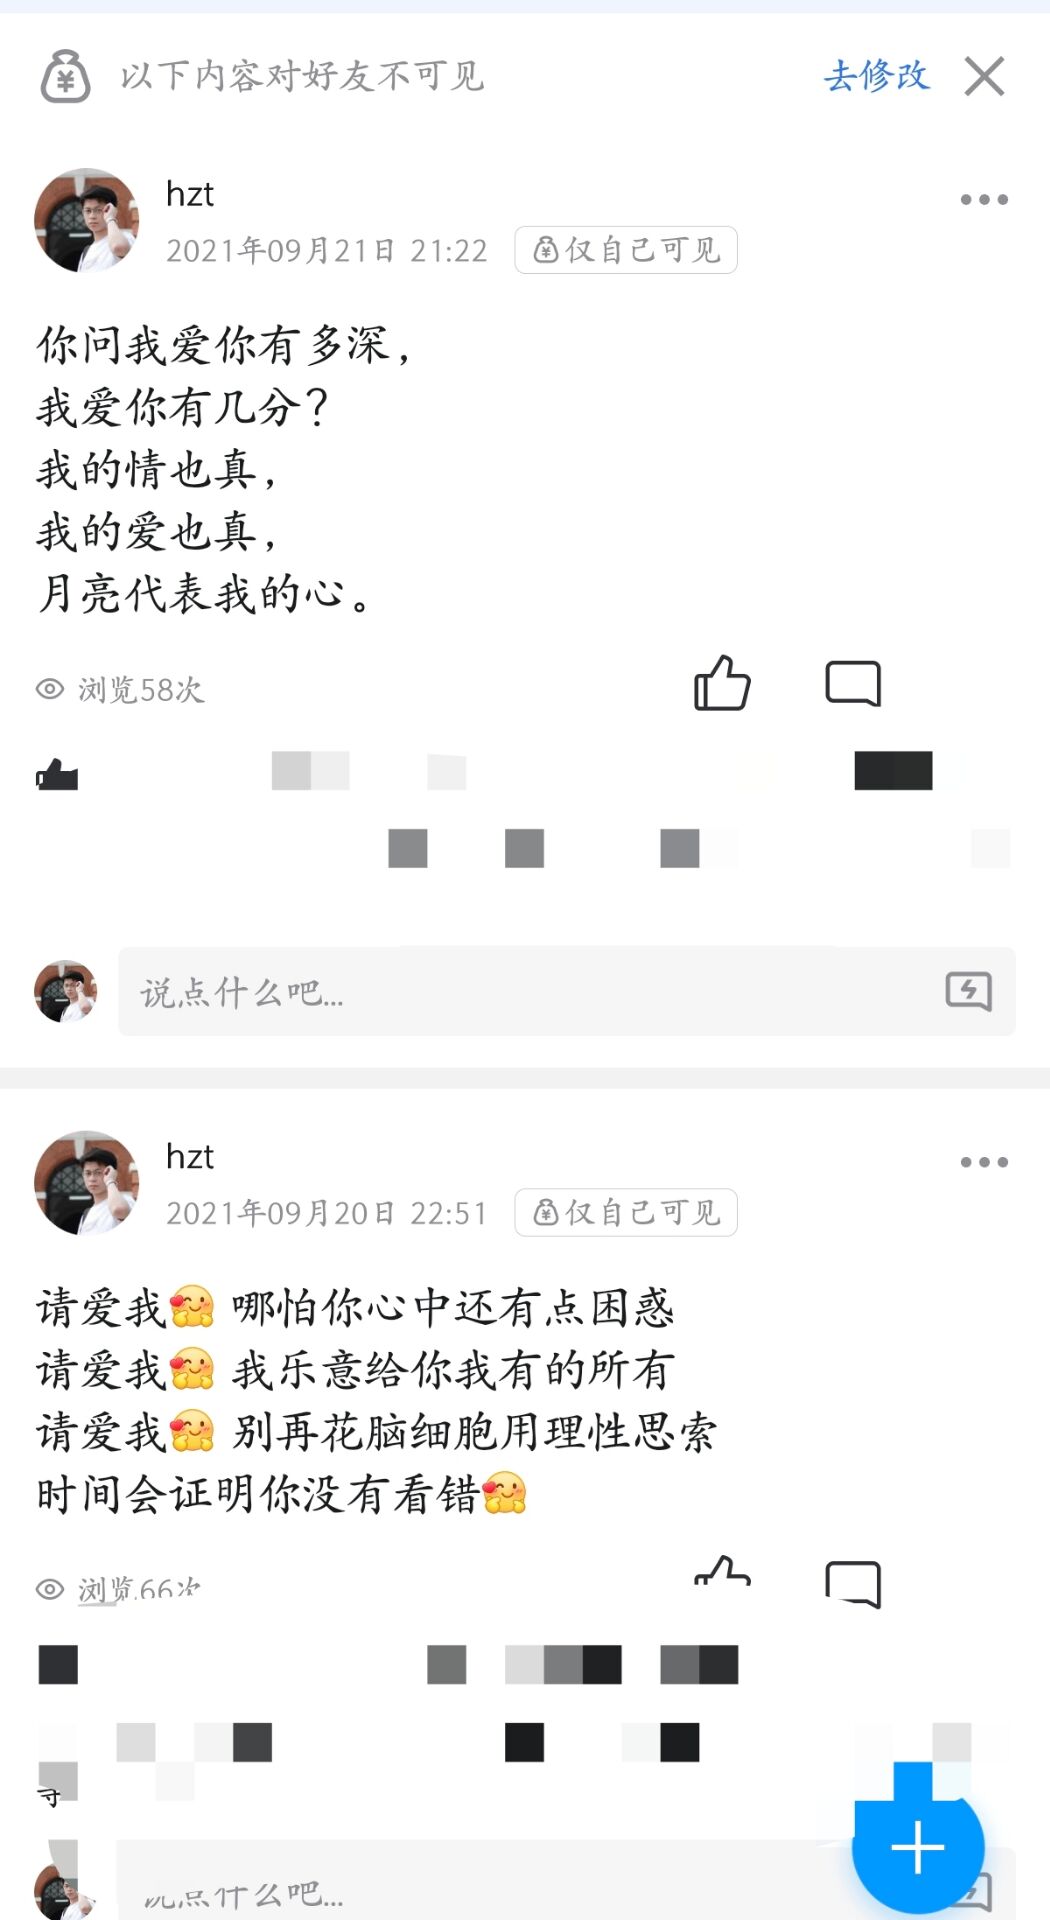 以下内容对好友不可见 去修改
hzt
2021年09月21日 21:22 仅自己可见
你问我爱你有多深，
我爱你有几分？
我的情也真，
我的爱也真，
月亮代表我的心。
浏览58次
说点什么吧...
hzt
2021年09月20日 22:51 仅自己可见
请爱我🥰 哪怕你心中还有点困惑
请爱我🥰 我乐意给你我有的所有
请爱我🥰 别再花脑细胞用理性思索
时间会证明你没有看错🥰
浏览66次
说点什么吧...